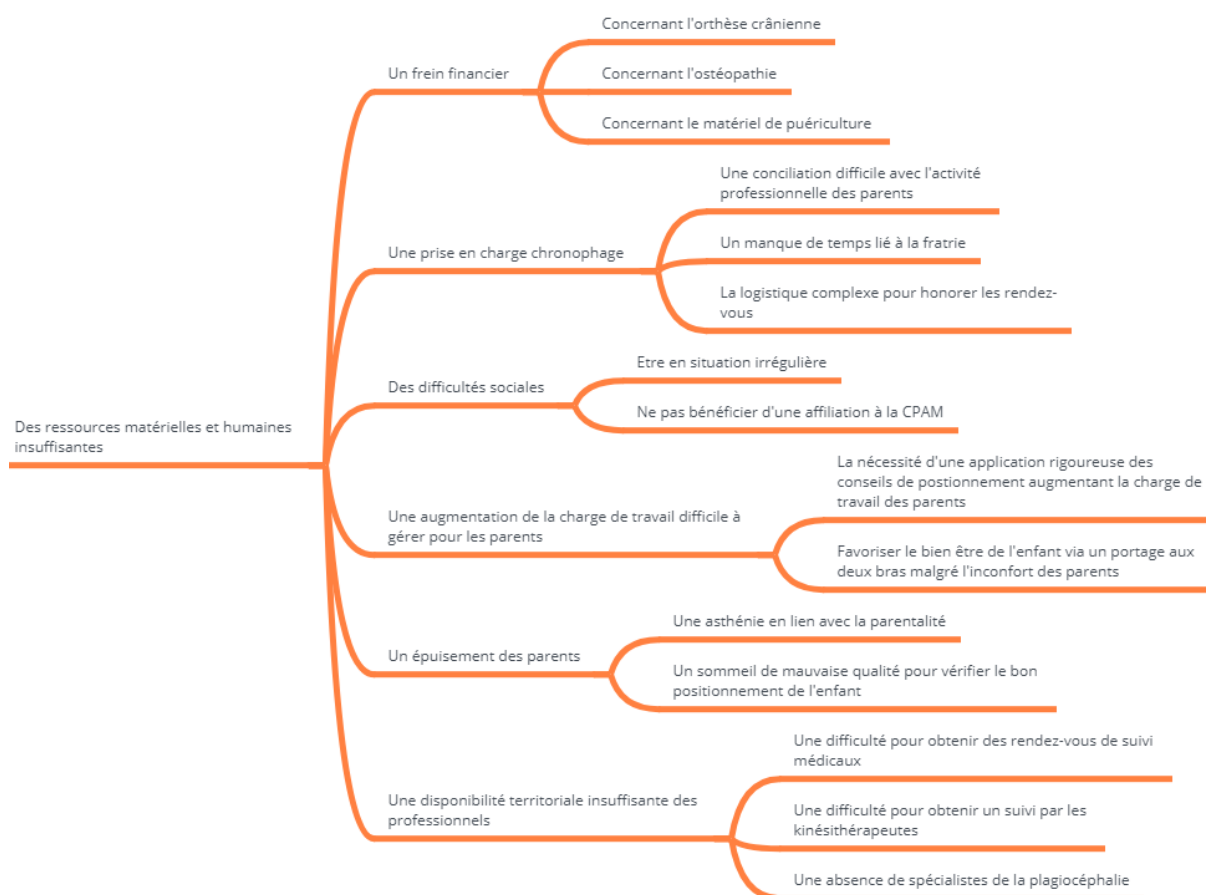 Des ressources matérielles et humaines
insuffisantes
Un frein financier
Concernant l'orthèse crânienne
Concernant l'ostéopathie
Concernant le matériel de puériculture
Une prise en charge chronophage
Une conciliation difficile avec l'activité
professionnelle des parents
Un manque de temps lié à la fratrie
La logistique complexe pour honorer les rendez-
vous
Des difficultés sociales
Etre en situation irrégulière
Ne pas bénéficier d'une affiliation à la CPAM
Une augmentation de la charge de travail difficile à
gérer pour les parents
La nécessité d'une application rigoureuse des
conseils de postionnement augmentant la charge de
travail des parents
Favoriser le bien être de l'enfant via un portage aux
deux bras malgré l'inconfort des parents
Un épuisement des parents
Une asthénie en lien avec la parentalité
Un sommeil de mauvaise qualité pour vérifier le bon
positionnement de l'enfant
Une disponibilité territoriale insuffisante des
professionnels
Une difficulté pour obtenir des rendez-vous de suivi
médicaux
Une difficulté pour obtenir un suivi par les
kinésithérapeutes
Une absence de spécialistes de la plagiocéphalie